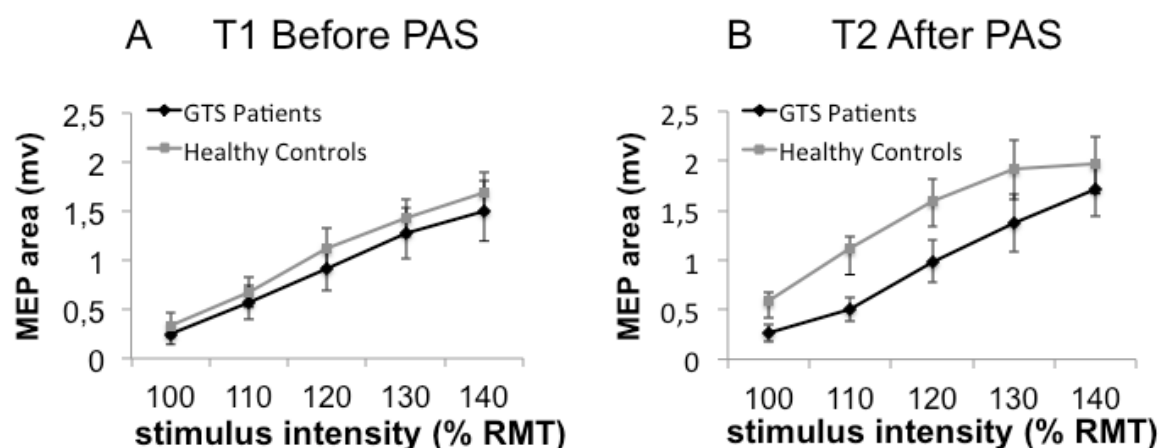 A T1 Before PAS
GTS Patients
Healthy Controls
MEP area (mv)
2,5
2
1,5
1
0,5
0
100 110 120 130 140
stimulus intensity (% RMT)
B T2 After PAS
GTS Patients
Healthy Controls
MEP area (mv)
2,5
2
1,5
1
0,5
0
100 110 120 130 140
stimulus intensity (% RMT)